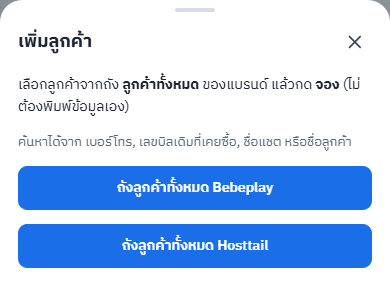 เพิ่มลูกค้า
เลือกลูกค้าจากถัง ลูกค้าทั้งหมด ของแบรนด์ แล้วกด จอง (ไม่
ต้องพิมพ์ข้อมูลเอง)
ค้นหาได้จาก เบอร์โทร, เลขบิลเดิมที่เคยซื้อ, ชื่อแชต หรือชื่อลูกค้า
ถังลูกค้าทั้งหมด Bebeplay
ถังลูกค้าทั้งหมด Hosttail